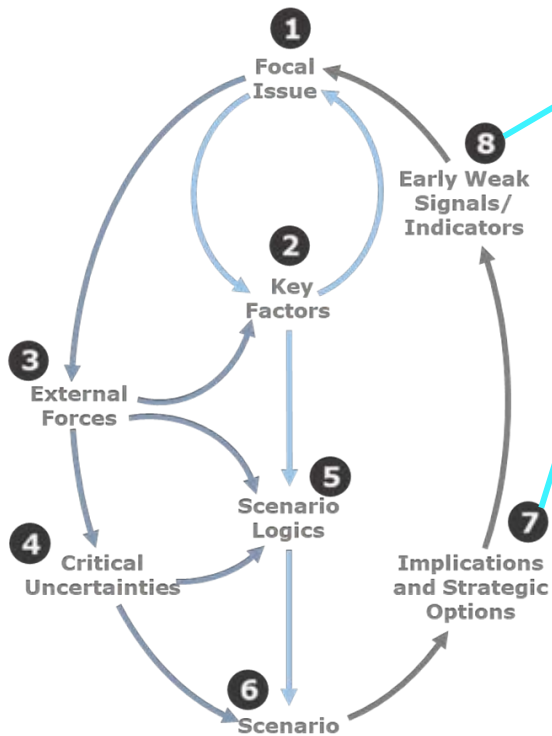 1
Focal
Issue
8
Early Weak
Signals/
Indicators
2
Key
Factors
3
External
Forces
5
Scenario
Logics
4
Critical
Uncertainties
7
Implications
and Strategic
Options
6
Scenario